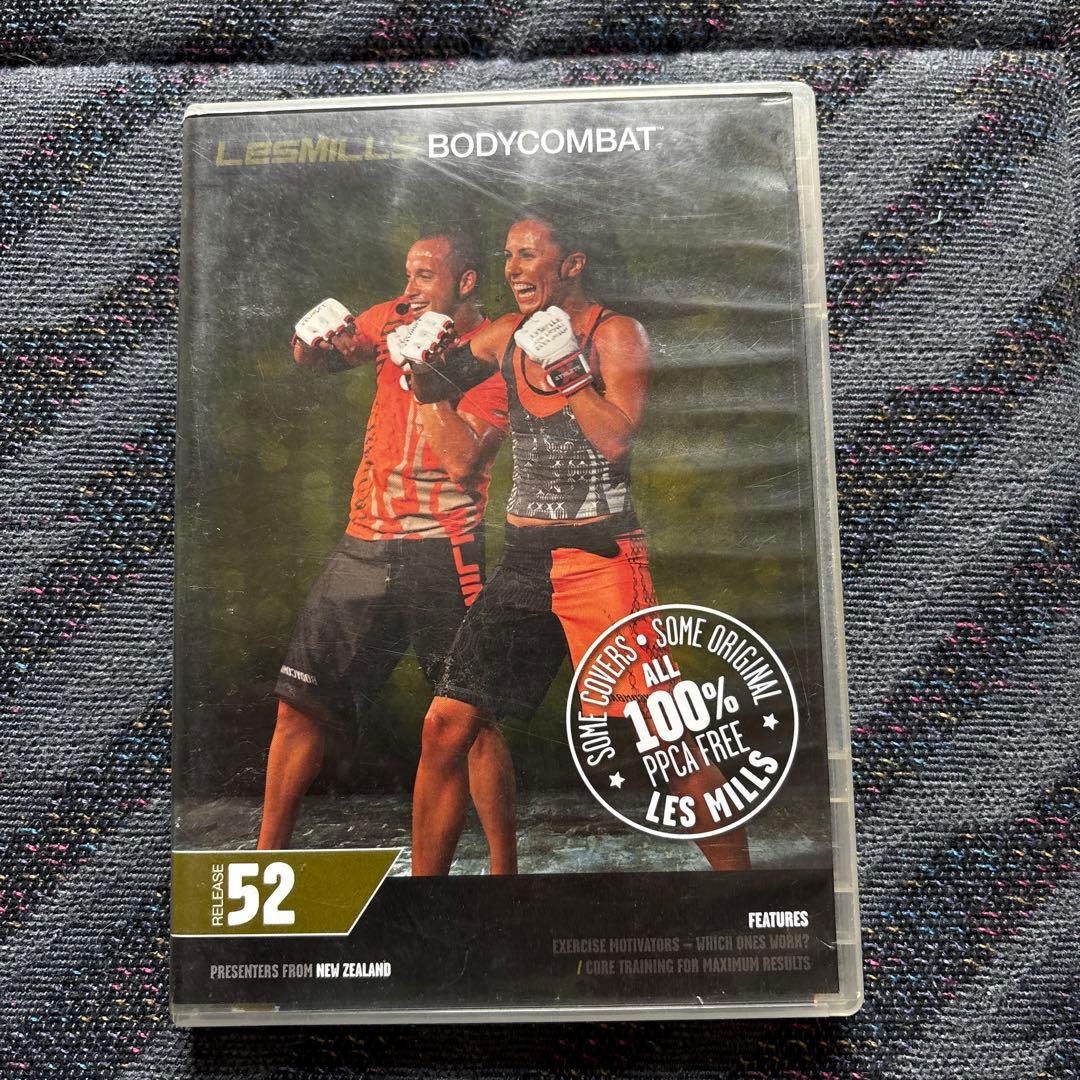 LESMILLS BODYCOMBAT™
SOME COVERS • SOME ORIGINAL
ALL
100%
PPCA FREE
LES MILLS
RELEASE
52
FEATURES
EXERCISE MOTIVATORS – WHICH ONES WORK?
/ CORE TRAINING FOR MAXIMUM RESULTS
PRESENTERS FROM NEW ZEALAND